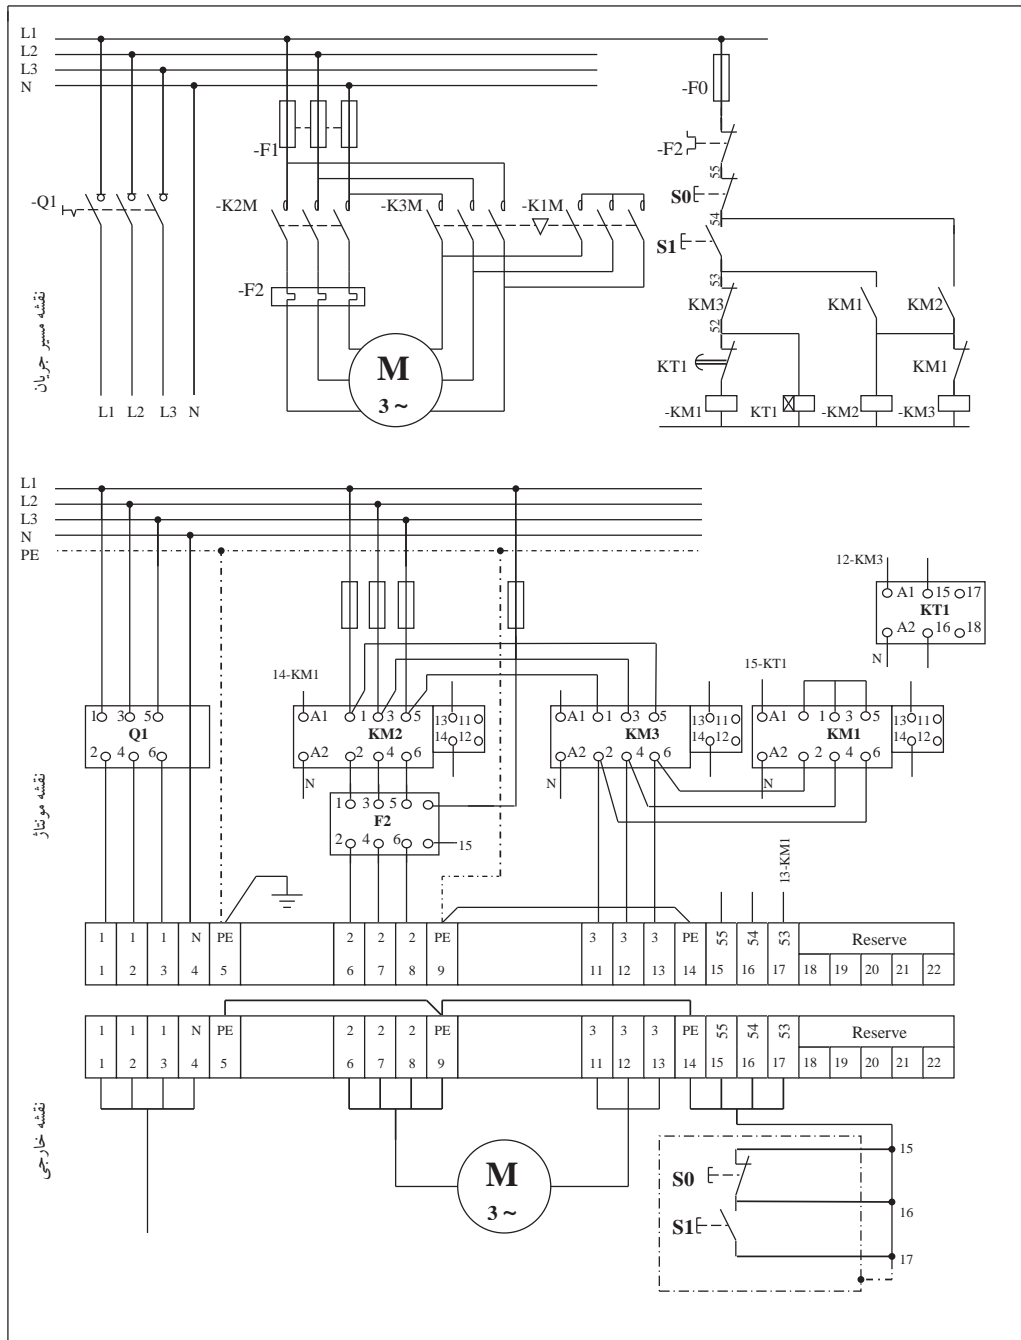 L1
L2
L3
N
-Q1
-F1
-K2M
-K3M
-K1M
-F2
M
3 ~
L1 L2 L3 N
نقشه مسیر جریان
-F0
-F2
55
S0
54
S1
53
KM3
KM1
KM2
52
KT1
KM1
-KM1
KT1
-KM2
-KM3
L1
L2
L3
N
PE
12-KM3
A1 15 17
KT1
A2 16 18
N
14-KM1
15-KT1
1 3 5
Q1
2 4 6
A1 1 3 5
KM2
A2 2 4 6
13 11
14 12
N
A1 1 3 5
KM3
A2 2 4 6
13 11
14 12
N
A1 1 3 5
KM1
A2 2 4 6
13 11
14 12
N
1 3 5
F2
2 4 6
15
نقشه مونتاژ
13-KM1
1 1 1 N PE 2 2 2 PE 3 3 3 PE 55 54 53 Reserve
1 2 3 4 5 6 7 8 9 11 12 13 14 15 16 17 18 19 20 21 22
1 1 1 N PE 2 2 2 PE 3 3 3 PE 55 54 53 Reserve
1 2 3 4 5 6 7 8 9 11 12 13 14 15 16 17 18 19 20 21 22
نقشه خارجی
M
3 ~
S0
S1
15
16
17